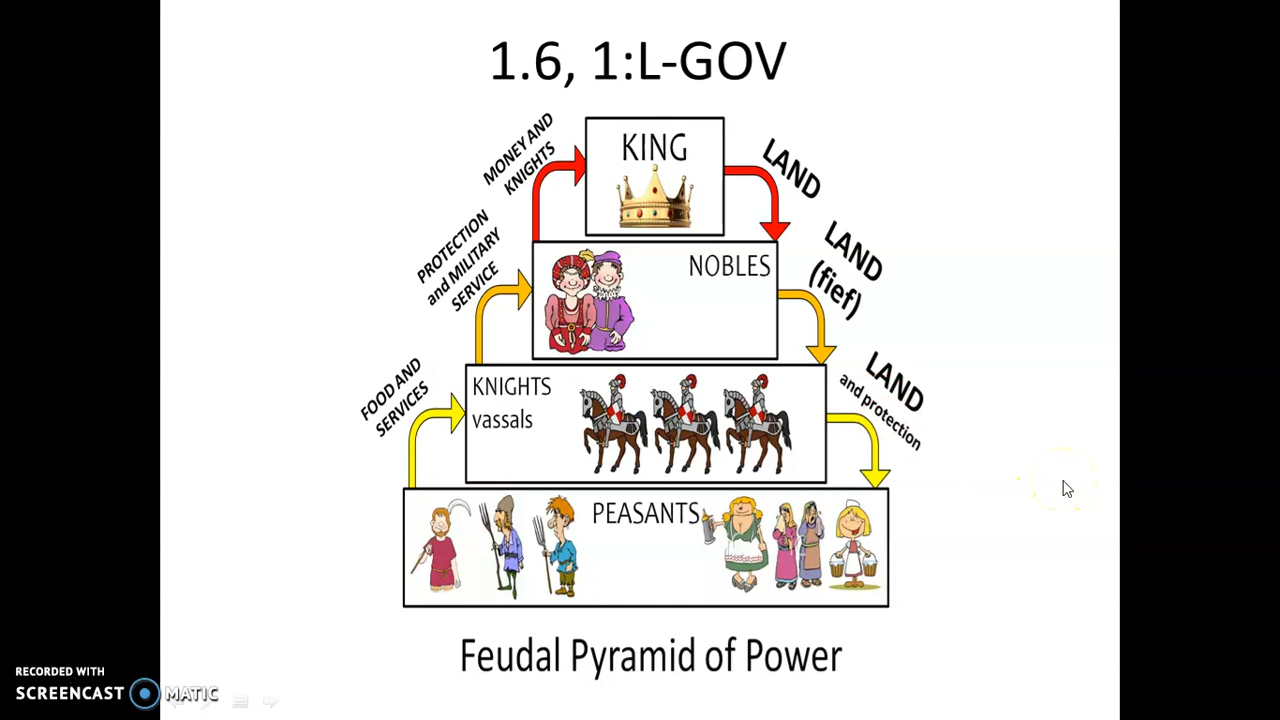 1.6, 1:L-GOV
MONEY AND
KNIGHTS
KING
LAND
PROTECTION
and MILITARY
SERVICE
NOBLES
LAND
(fief)
FOOD AND
SERVICES
KNIGHTS
vassals
LAND
and protection
PEASANTS
Feudal Pyramid of Power
RECORDED WITH
SCREENCAST MATIC